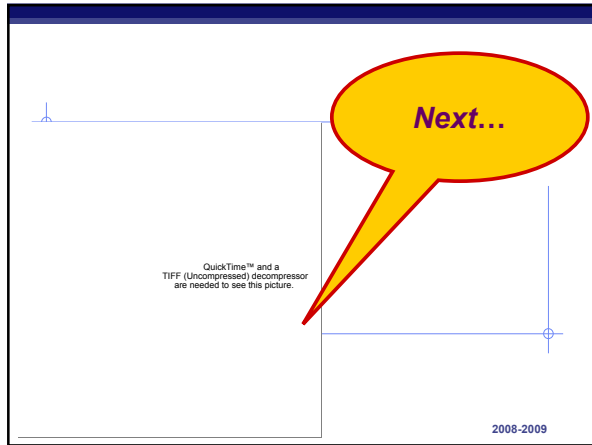 Next...
QuickTime™ and a
TIFF (Uncompressed) decompressor
are needed to see this picture.
2008-2009